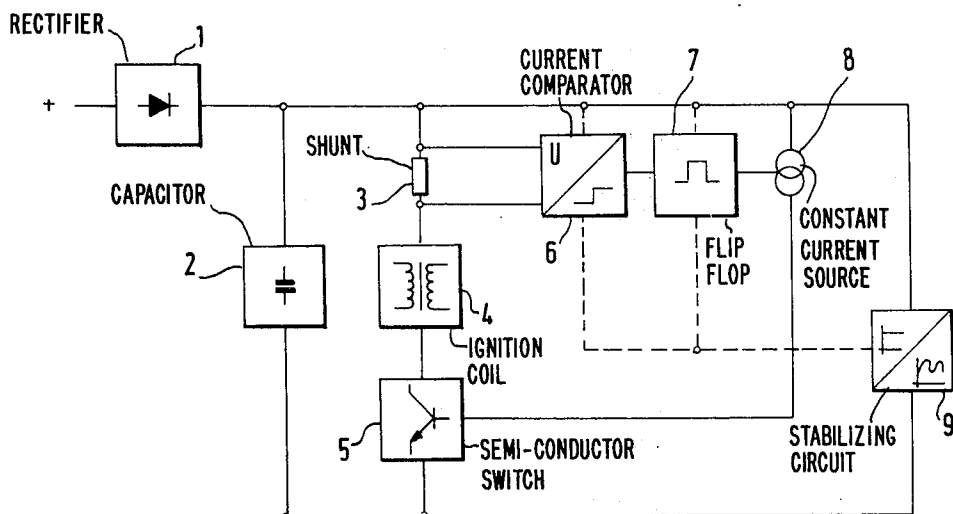 RECTIFIER
1
+
CAPACITOR
2
SHUNT
3
4
IGNITION
COIL
5
SEMI-CONDUCTOR
SWITCH
CURRENT
COMPARATOR
U
6
7
FLIP
FLOP
8
CONSTANT
CURRENT
SOURCE
STABILIZING
CIRCUIT
9